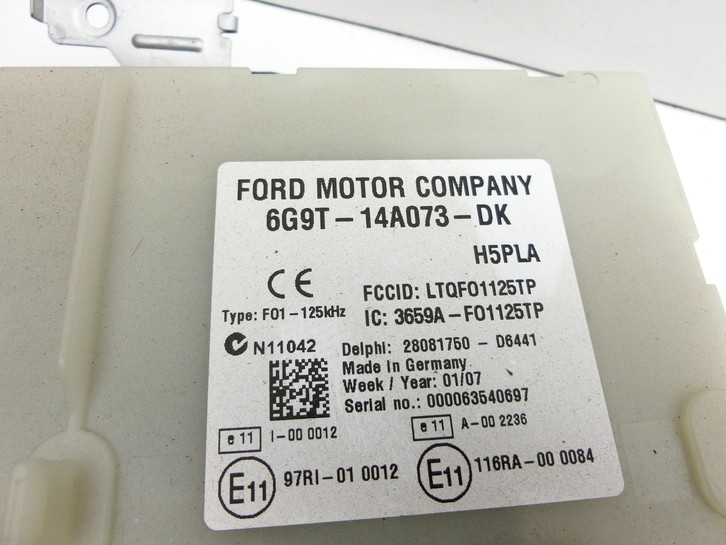 FORD MOTOR COMPANY
6G9T-14A073-DK
H5PLA
CE
FCCID: LTQFO1125TP
Type: FO1-125kHz
IC: 3659A-FO1125TP
N11042
Delphi: 28081750 - D6441
Made in Germany
Week / Year: 01/07
Serial no.: 000063540697
e 11 I-00 0012
e 11 A-00 2236
E11 97RI-01 0012
E11 116RA-00 0084